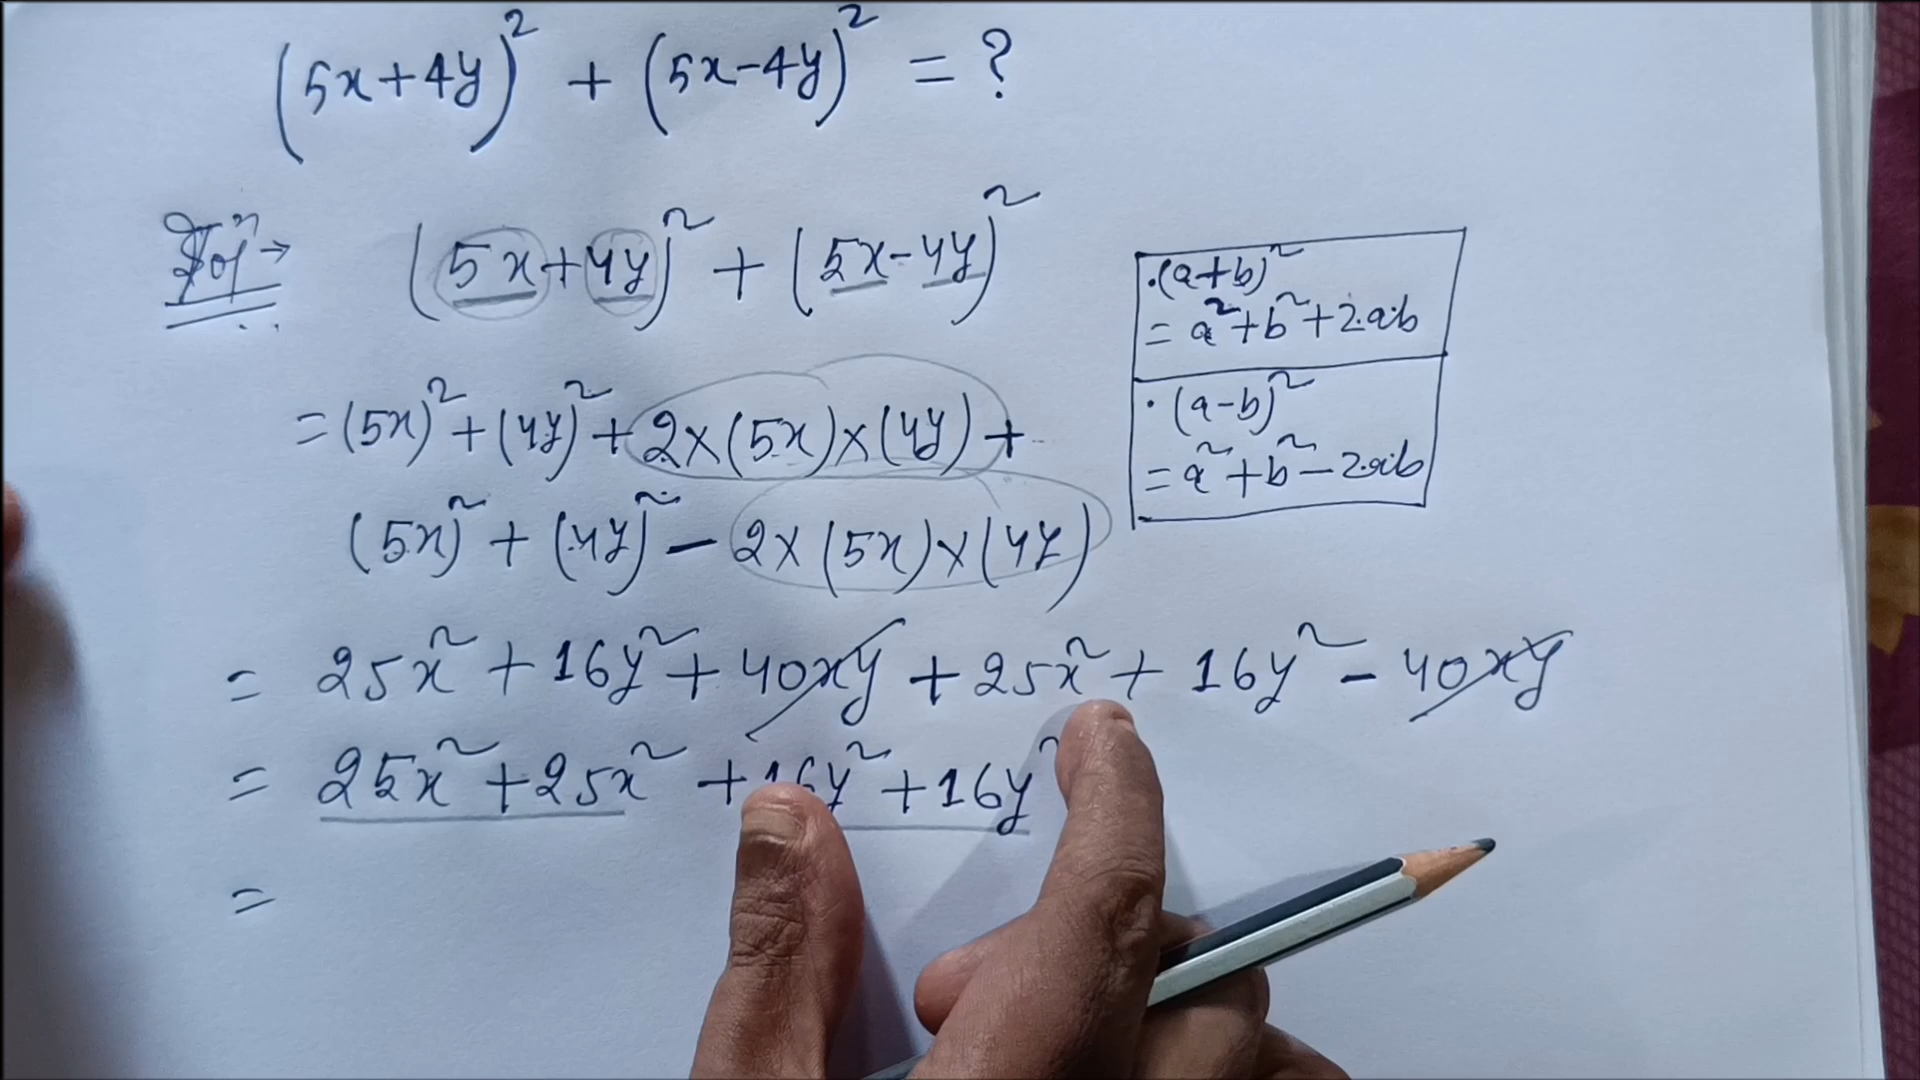 (5x+4y)² + (5x-4y)² = ?
Solⁿ→ (5x+4y)² + (5x-4y)²
·(a+b)²
= a²+b²+2.a.b
· (a-b)²
= a²+b²-2.a.b
= (5x)² + (4y)² + 2×(5x)×(4y) +
(5x)² + (4y)² - 2×(5x)×(4y)
= 25x² + 16y² + 40xy + 25x² + 16y² - 40xy
= 25x² + 25x² + 16y² + 16y²
=